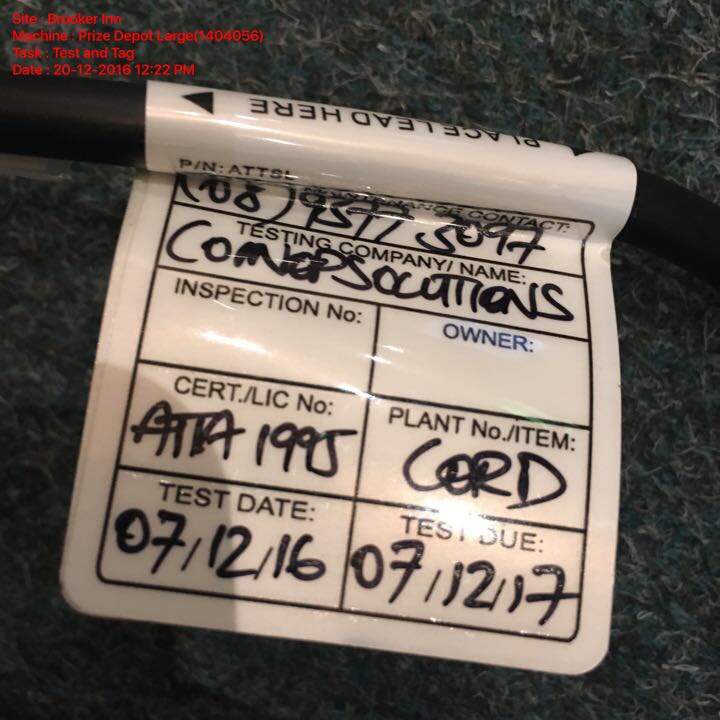 Site : Brooker Inn
Machine : Prize Depot Large(1404056)
Task : Test and Tag
Date : 20-12-2016 12:22 PM
PLACE LEAD HERE
P/N: ATTSL
CONTACT:
(08) 3097
TESTING COMPANY/ NAME:
INSPECTION No:
OWNER:
CERT./LIC No:
ATTA 1995
PLANT No./ITEM:
CORD
TEST DATE:
07/12/16
TEST DUE:
07/12/17